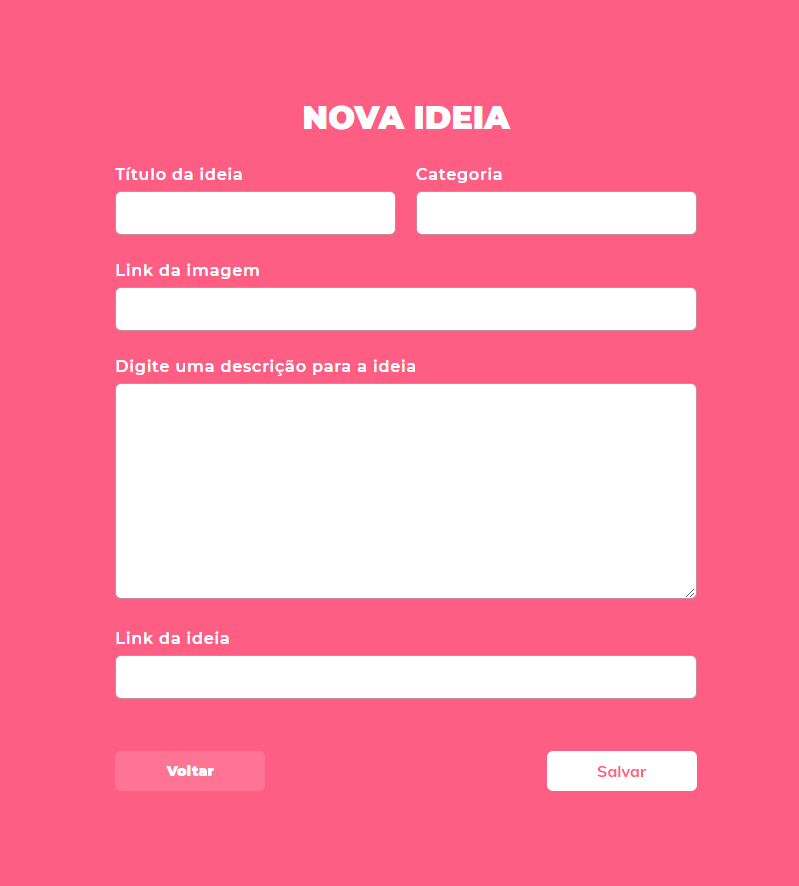 NOVA IDEIA
Título da ideia
Categoria
Link da imagem
Digite uma descrição para a ideia
Link da ideia
Voltar
Salvar